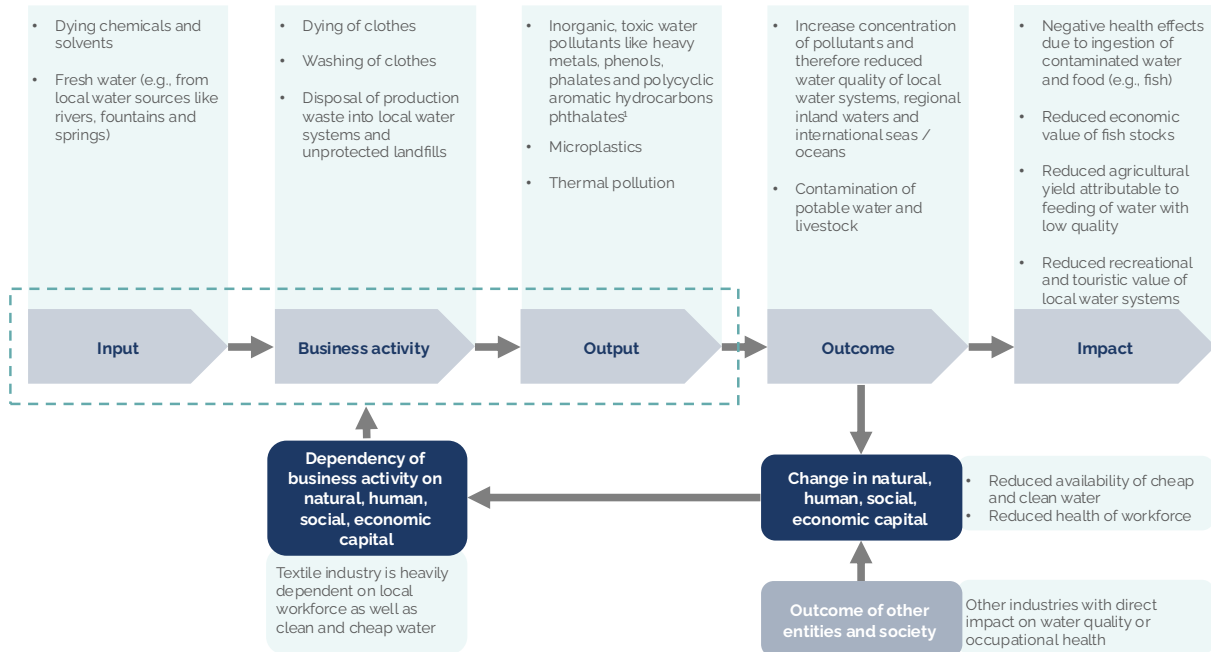 • Dying chemicals and
solvents
• Fresh water (e.g., from
local water sources like
rivers, fountains and
springs)
• Dying of clothes
• Washing of clothes
• Disposal of production
waste into local water
systems and
unprotected landfills
• Inorganic, toxic water
pollutants like heavy
metals, phenols,
phalates and polycyclic
aromatic hydrocarbons
phthalates¹
• Microplastics
• Thermal pollution
• Increase concentration
of pollutants and
therefore reduced
water quality of local
water systems, regional
inland waters and
international seas /
oceans
• Contamination of
potable water and
livestock
• Negative health effects
due to ingestion of
contaminated water
and food (e.g., fish)
• Reduced economic
value of fish stocks
• Reduced agricultural
yield attributable to
feeding of water with
low quality
• Reduced recreational
and touristic value of
local water systems
Input
Business activity
Output
Outcome
Impact
Dependency of
business activity on
natural, human,
social, economic
capital
Textile industry is heavily
dependent on local
workforce as well as
clean and cheap water
Change in natural,
human, social,
economic capital
• Reduced availability of cheap
and clean water
• Reduced health of workforce
Outcome of other
entities and society
Other industries with direct
impact on water quality or
occupational health